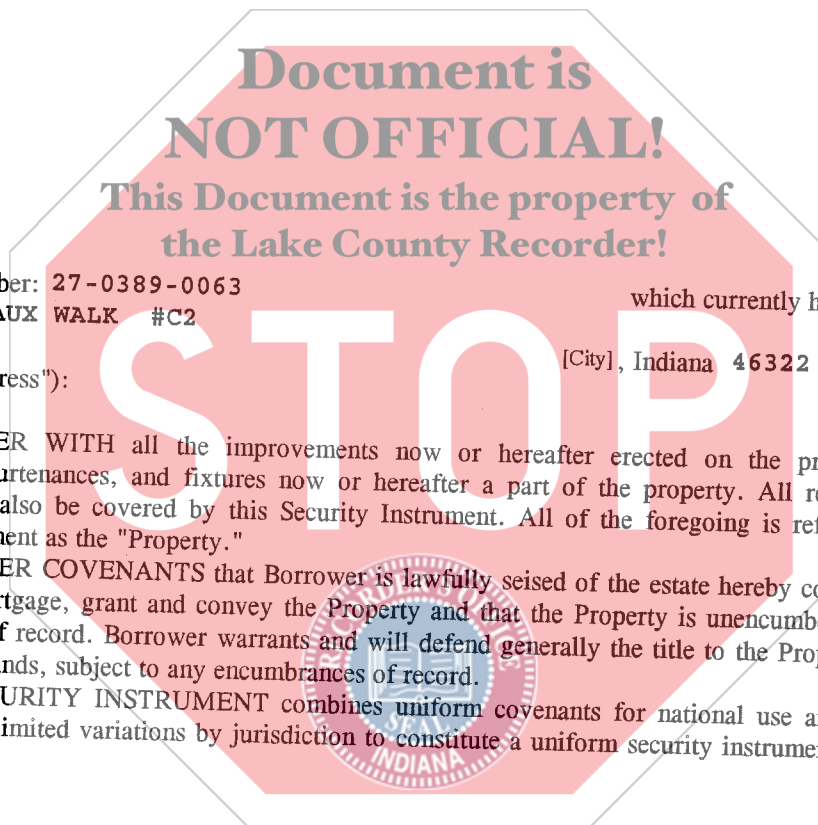 Document is
NOT OFFICIAL!
This Document is the property of
the Lake County Recorder!
ber: 27-0389-0063
which currently h
AUX WALK #C2
[City], Indiana 46322
ress"):
STOP
ER WITH all the improvements now or hereafter erected on the pr
urtenances, and fixtures now or hereafter a part of the property. All re
also be covered by this Security Instrument. All of the foregoing is ref
nent as the "Property."
ER COVENANTS that Borrower is lawfully seised of the estate hereby co
rtgage, grant and convey the Property and that the Property is unencumb
f record. Borrower warrants and will defend generally the title to the Prop
nds, subject to any encumbrances of record.
URITY INSTRUMENT combines uniform covenants for national use a
imited variations by jurisdiction to constitute a uniform security instrume
RECORDER'S OFFICE
SEAL
INDIANA